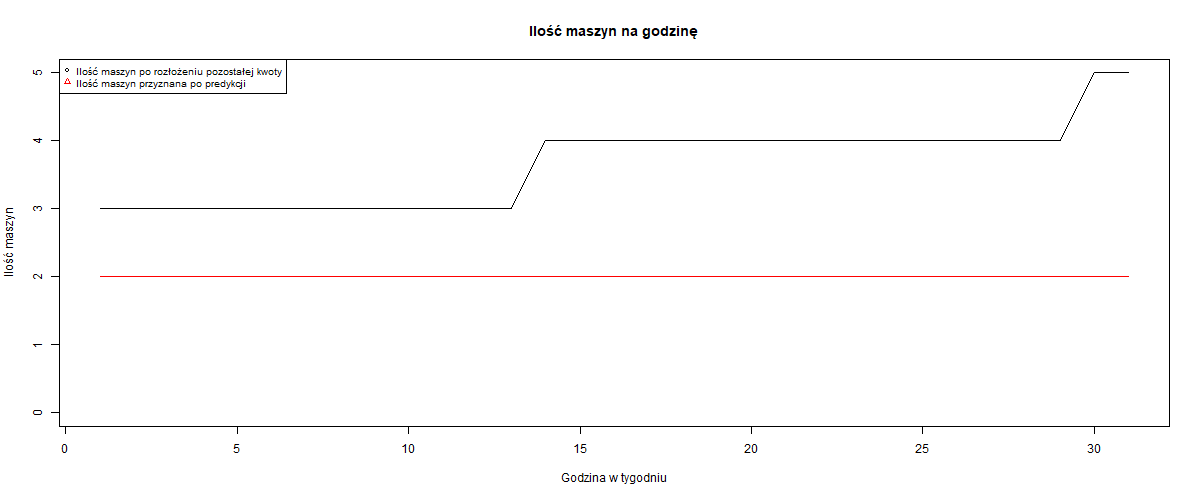 Ilość maszyn na godzinę
Ilość maszyn po rozłożeniu pozostałej kwoty
Ilość maszyn przyznana po predykcji
Ilość maszyn
5
4
3
2
1
0
0 5 10 15 20 25 30
Godzina w tygodniu